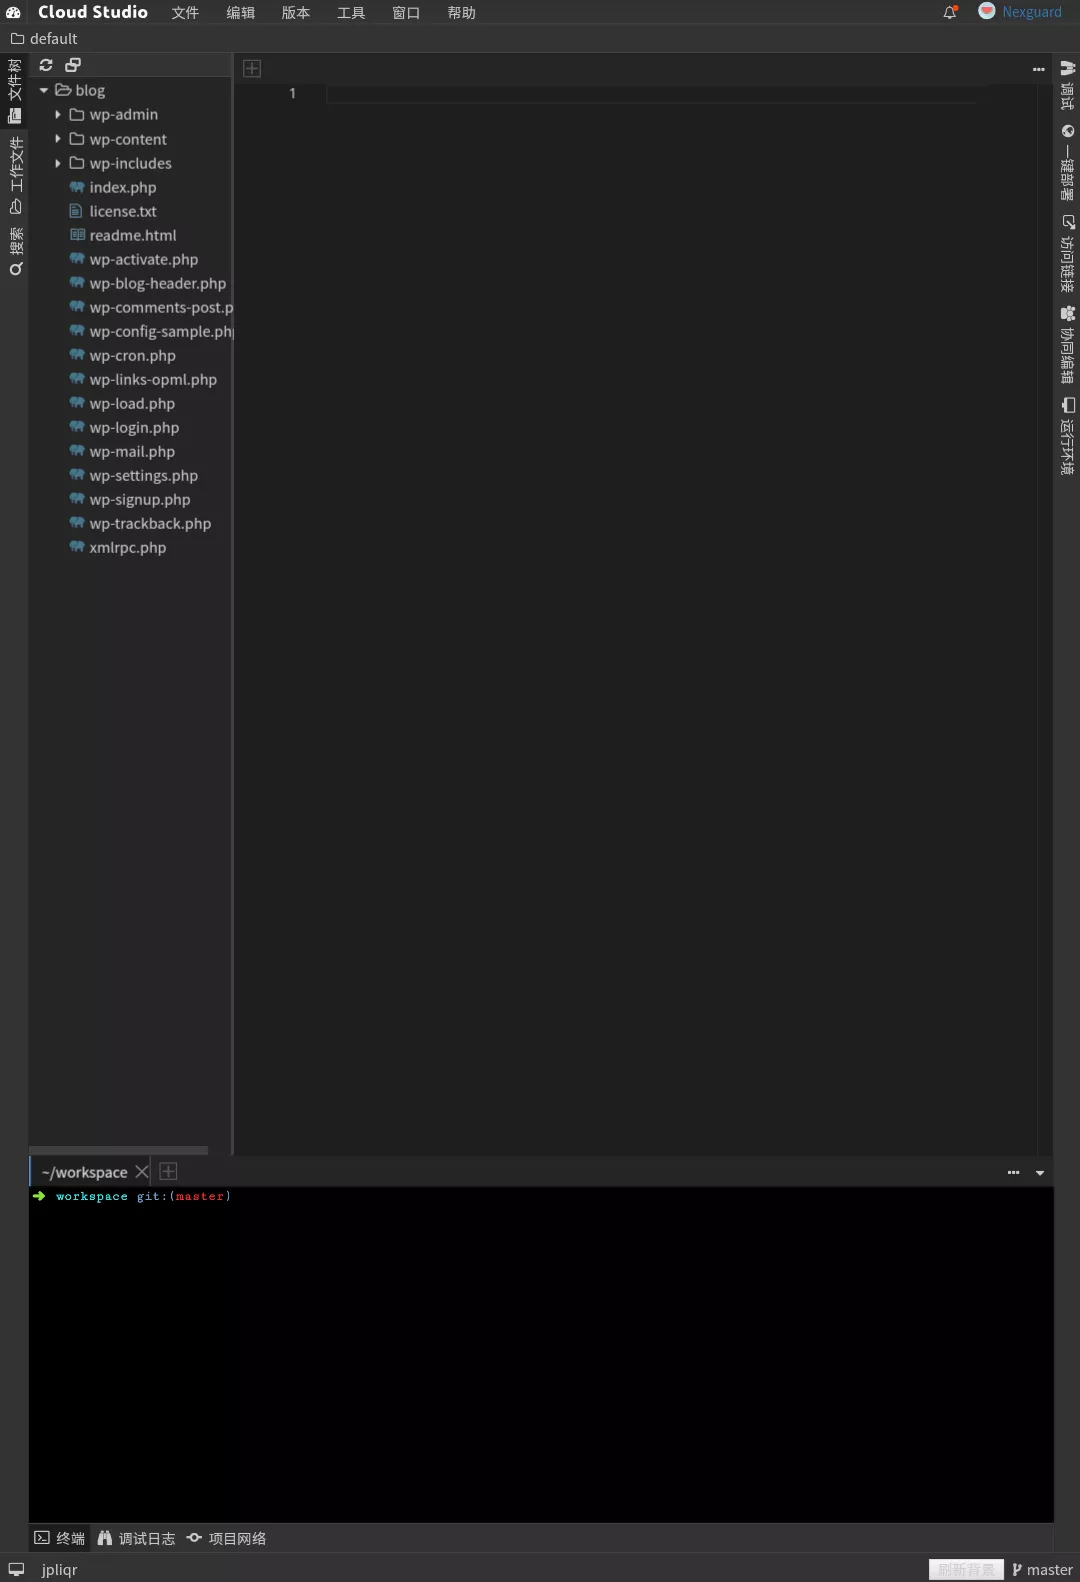 Cloud Studio 文件 编辑 版本 工具 窗口 帮助 Nexguard
default
文件树
工作文件
搜索
blog
wp-admin
wp-content
wp-includes
index.php
license.txt
readme.html
wp-activate.php
wp-blog-header.php
wp-comments-post.p
wp-config-sample.ph
wp-cron.php
wp-links-opml.php
wp-load.php
wp-login.php
wp-mail.php
wp-settings.php
wp-signup.php
wp-trackback.php
xmlrpc.php
1
调试
一键部署
访问链接
协同编辑
运行环境
~/workspace
workspace git:(master)
终端 调试日志 项目网络
jpliqr 刷新背景 master